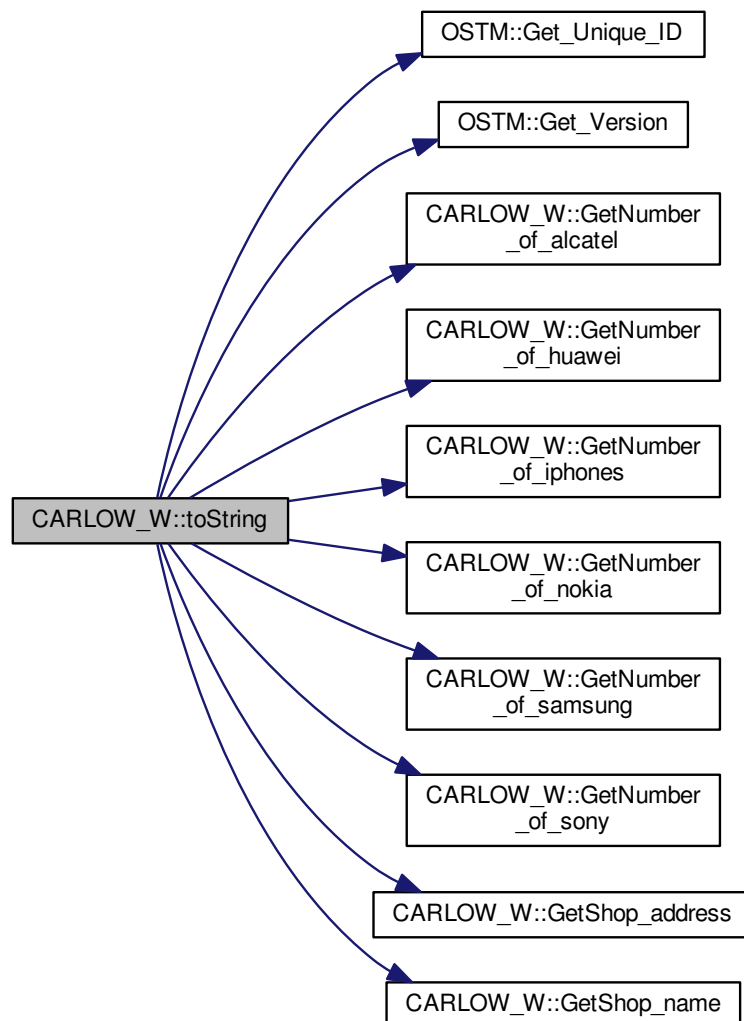 OSTM::Get_Unique_ID
OSTM::Get_Version
CARLOW_W::GetNumber
_of_alcatel
CARLOW_W::GetNumber
_of_huawei
CARLOW_W::GetNumber
_of_iphones
CARLOW_W::toString
CARLOW_W::GetNumber
_of_nokia
CARLOW_W::GetNumber
_of_samsung
CARLOW_W::GetNumber
_of_sony
CARLOW_W::GetShop_address
CARLOW_W::GetShop_name